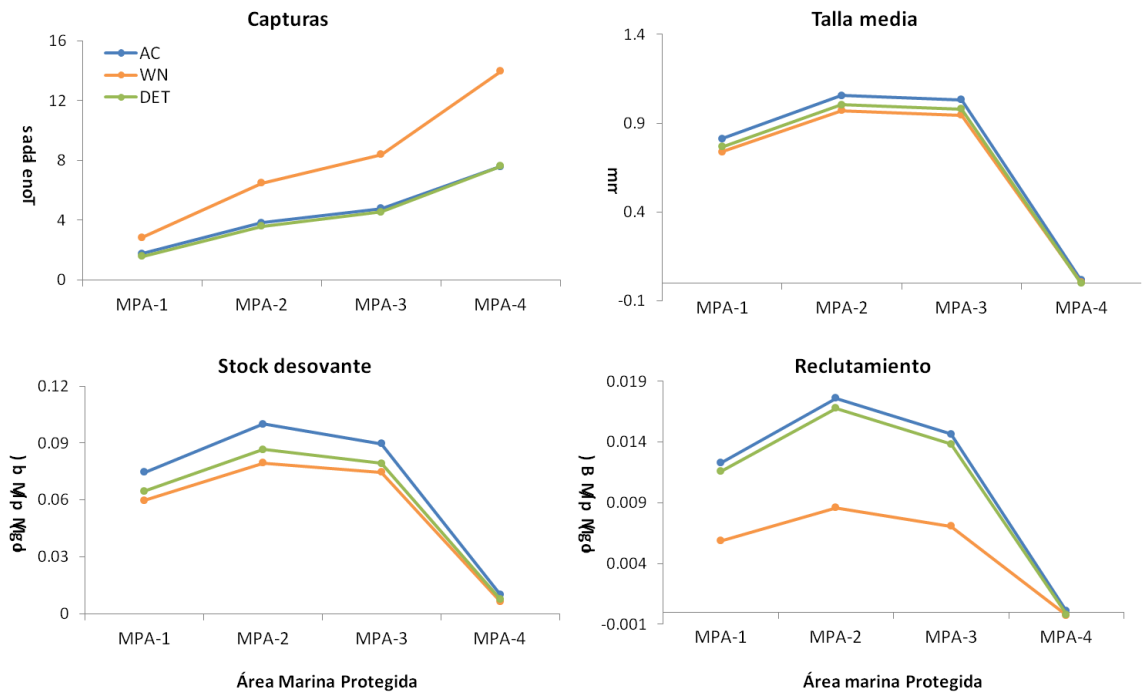 Capturas
16
12
8
4
0
AC
WN
DET
MPA-1 MPA-2 MPA-3 MPA-4
Talla media
1.4
0.9
0.4
-0.1
MPA-1 MPA-2 MPA-3 MPA-4
Stock desovante
0.12
0.09
0.06
0.03
0
MPA-1 MPA-2 MPA-3 MPA-4
Área Marina Protegida
Reclutamiento
0.019
0.014
0.009
0.004
-0.001
MPA-1 MPA-2 MPA-3 MPA-4
Área marina Protegida